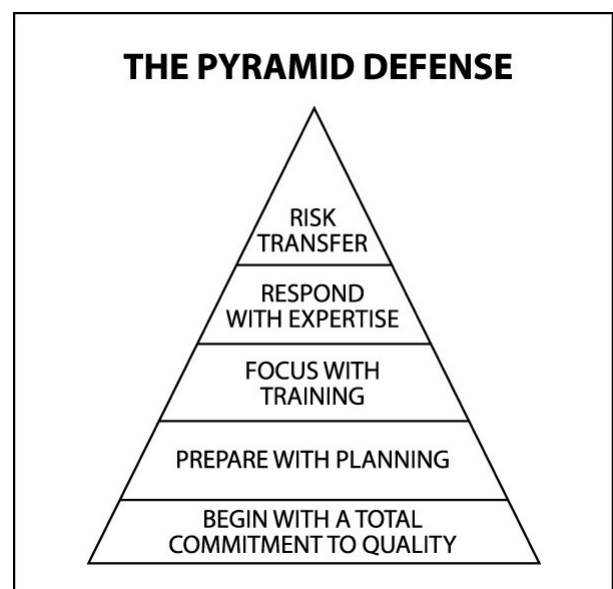 THE PYRAMID DEFENSE
RISK
TRANSFER
RESPOND
WITH EXPERTISE
FOCUS WITH
TRAINING
PREPARE WITH PLANNING
BEGIN WITH A TOTAL
COMMITMENT TO QUALITY